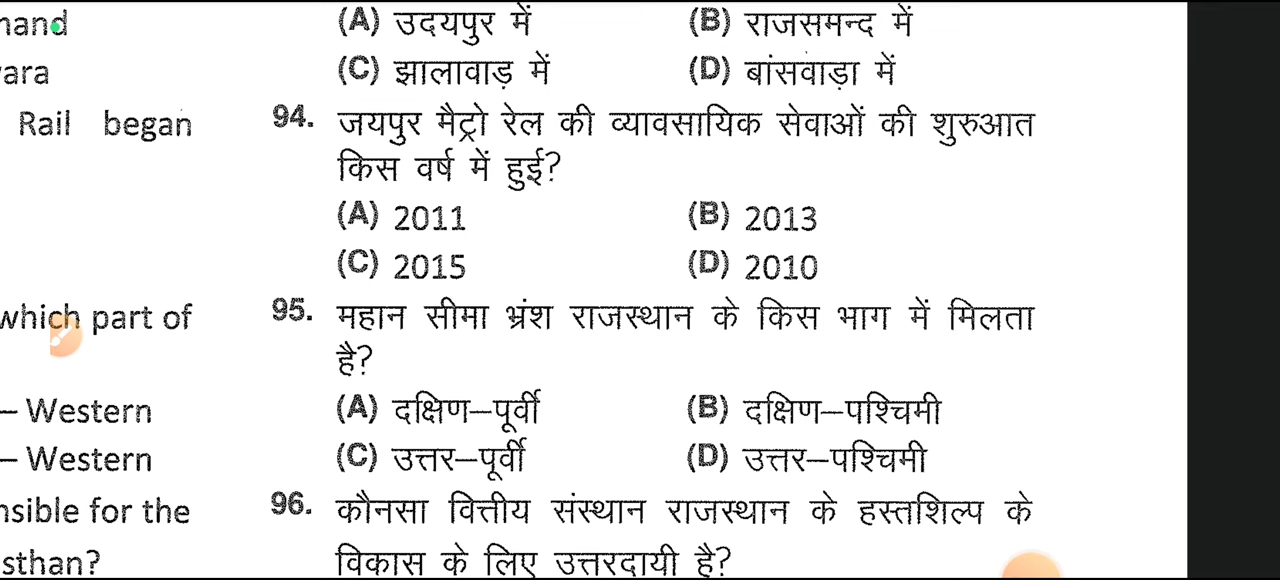 nand
(A) उदयपुर में (B) राजसमन्द में
ara
(C) झालावाड़ में (D) बांसवाड़ा में
Rail began
94. जयपुर मैट्रो रेल की व्यावसायिक सेवाओं की शुरुआत
किस वर्ष में हुई?
(A) 2011 (B) 2013
(C) 2015 (D) 2010
which part of
95. महान सीमा भ्रंश राजस्थान के किस भाग में मिलता
है?
– Western
(A) दक्षिण–पूर्वी (B) दक्षिण–पश्चिमी
– Western
(C) उत्तर–पूर्वी (D) उत्तर–पश्चिमी
nsible for the
96. कौनसा वित्तीय संस्थान राजस्थान के हस्तशिल्प के
sthan?
विकास के लिए उत्तरदायी है?